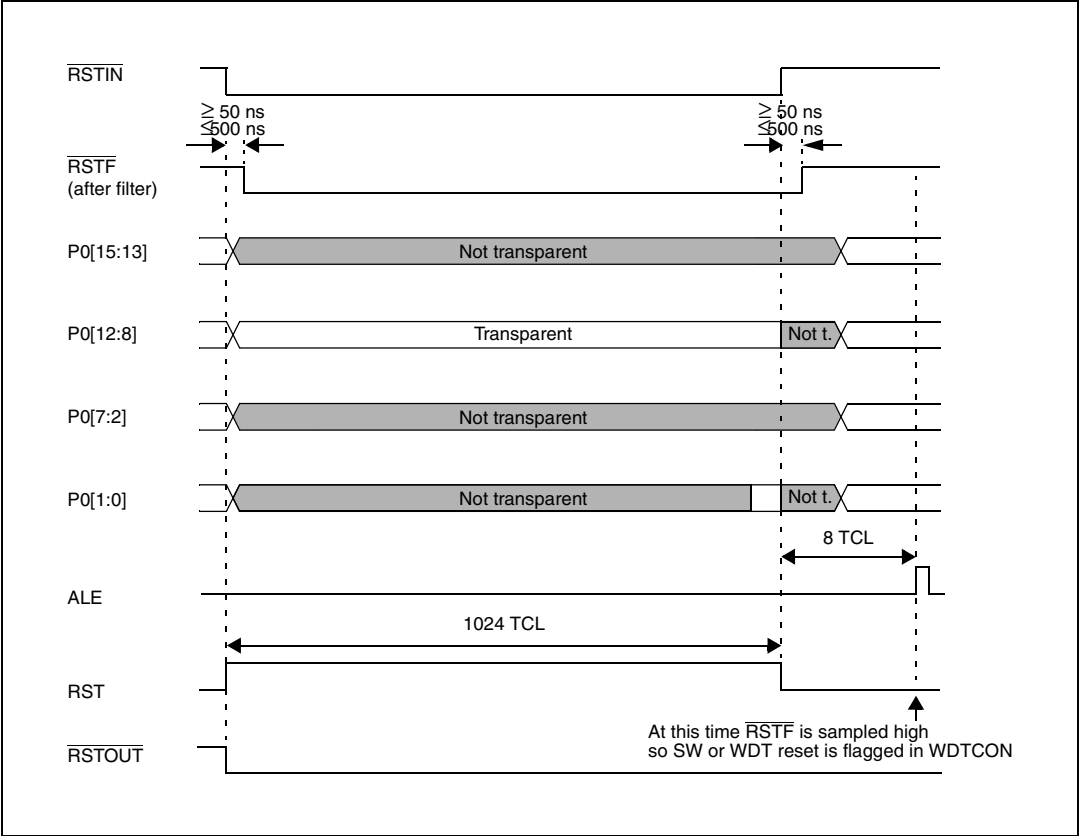 RSTIN
≥ 50 ns
≤500 ns
≥ 50 ns
≤500 ns
RSTF
(after filter)
P0[15:13]
Not transparent
P0[12:8]
Transparent
Not t.
P0[7:2]
Not transparent
P0[1:0]
Not transparent
Not t.
8 TCL
ALE
1024 TCL
RST
At this time RSTF is sampled high
so SW or WDT reset is flagged in WDTCON
RSTOUT